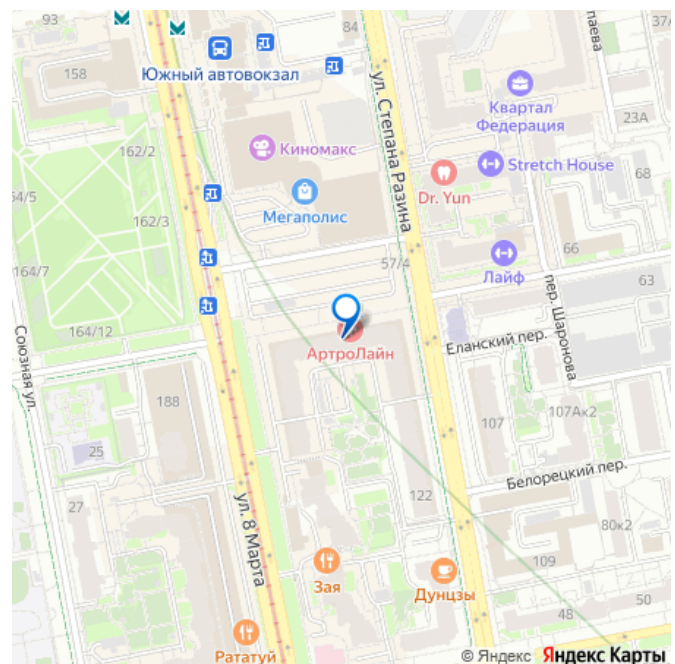 93
84
37А
паева
158
Южный автовокзал
ул. Степана Разина
Квартал
Федерация
23А
162/2
Киномакс
Stretch House
Dr. Yun
68
64/5
Мегаполис
162/3
66
57/4
Лайф
63
164/7
пер. Шаронова
164/12
Еланский пер.
АртроЛайн
Союзная ул.
188
107
107Ак2
25
Белорецкий пер.
27
ул. 8 Марта
122
80к2
109
Зая
Дунцзы
48
50
Рататуй
© Яндекс Яндекс Карты